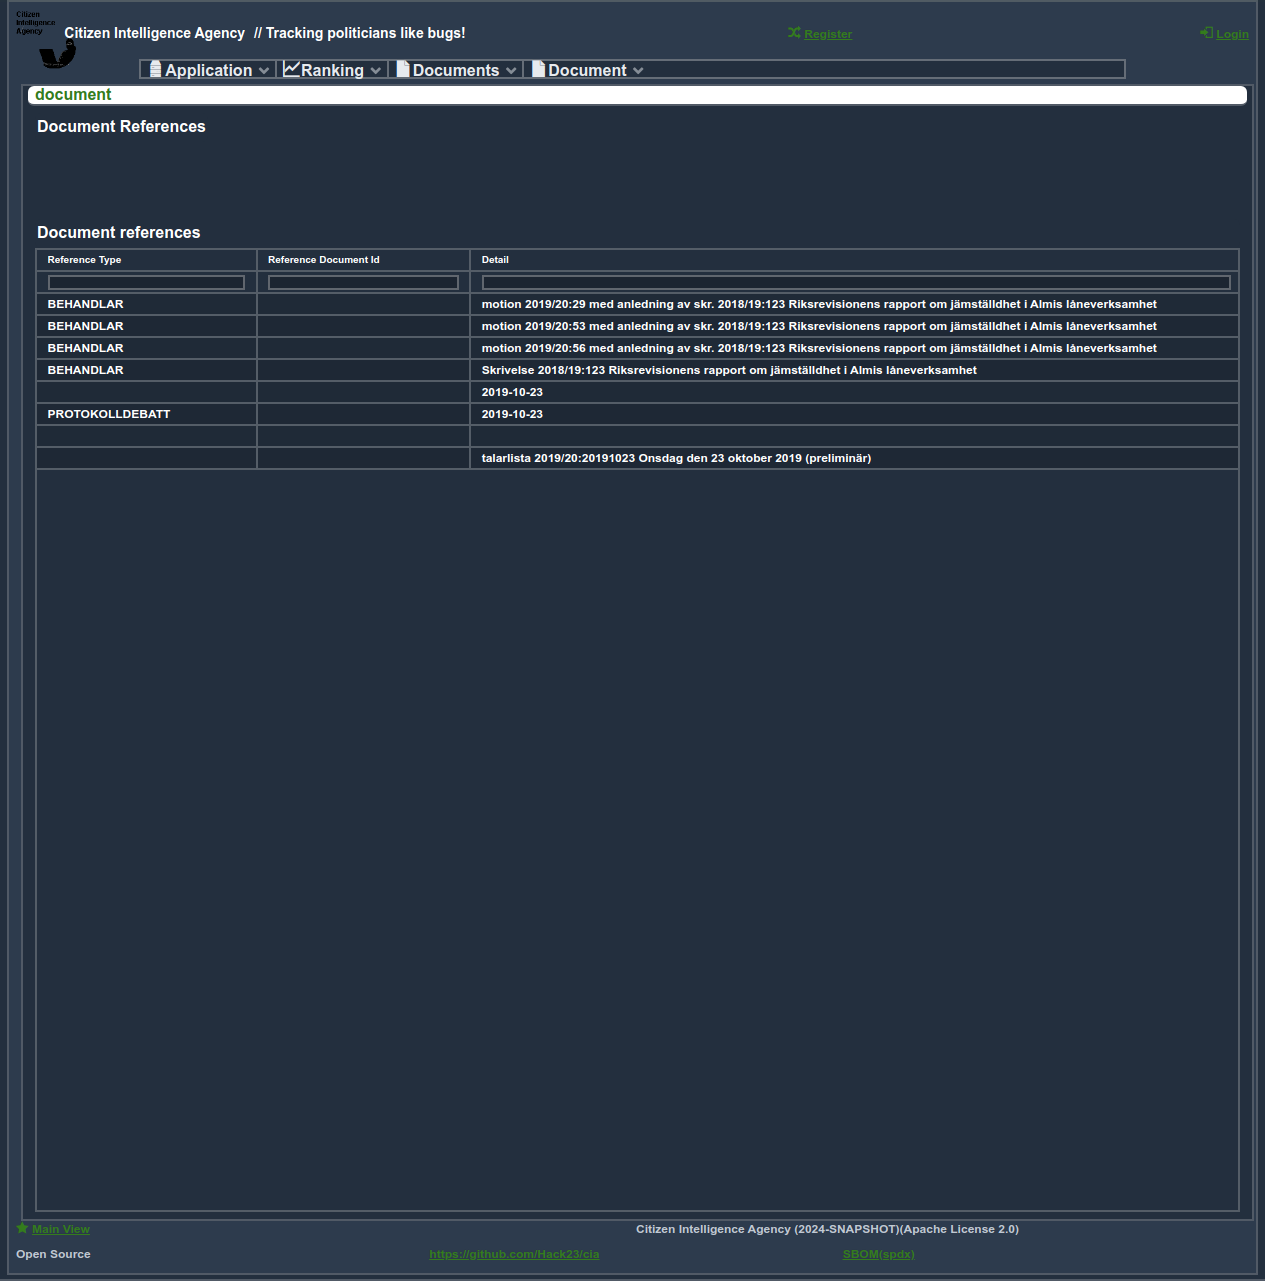 Citizen
Intelligence
Agency
Citizen Intelligence Agency // Tracking politicians like bugs!
Register
Login
Application
Ranking
Documents
Document
document
Document References
Document references
Reference Type Reference Document Id Detail
BEHANDLAR motion 2019/20:29 med anledning av skr. 2018/19:123 Riksrevisionens rapport om jämställdhet i Almis låneverksamhet
BEHANDLAR motion 2019/20:53 med anledning av skr. 2018/19:123 Riksrevisionens rapport om jämställdhet i Almis låneverksamhet
BEHANDLAR motion 2019/20:56 med anledning av skr. 2018/19:123 Riksrevisionens rapport om jämställdhet i Almis låneverksamhet
BEHANDLAR Skrivelse 2018/19:123 Riksrevisionens rapport om jämställdhet i Almis låneverksamhet
2019-10-23
PROTOKOLLDEBATT 2019-10-23
talarlista 2019/20:20191023 Onsdag den 23 oktober 2019 (preliminär)
Main View
Citizen Intelligence Agency (2024-SNAPSHOT)(Apache License 2.0)
Open Source
https://github.com/Hack23/cia
SBOM(spdx)